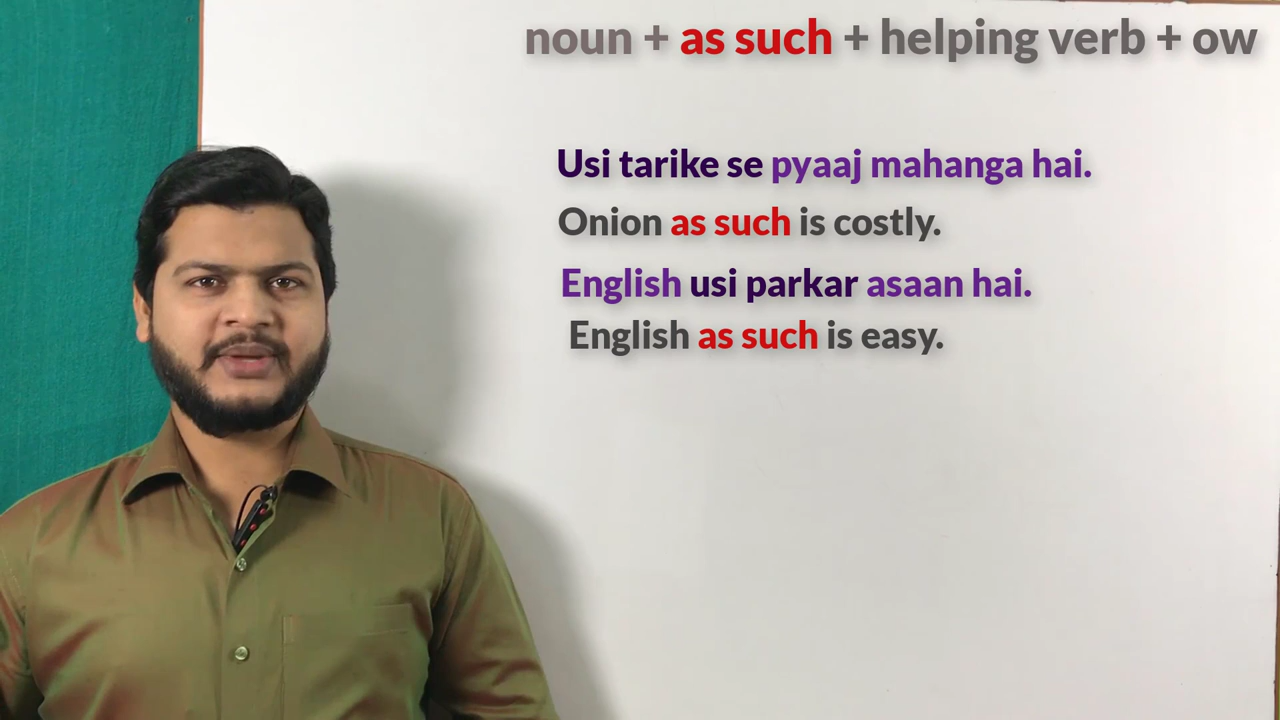 noun + as such + helping verb + ow
Usi tarike se pyaaj mahanga hai.
Onion as such is costly.
English usi parkar asaan hai.
English as such is easy.